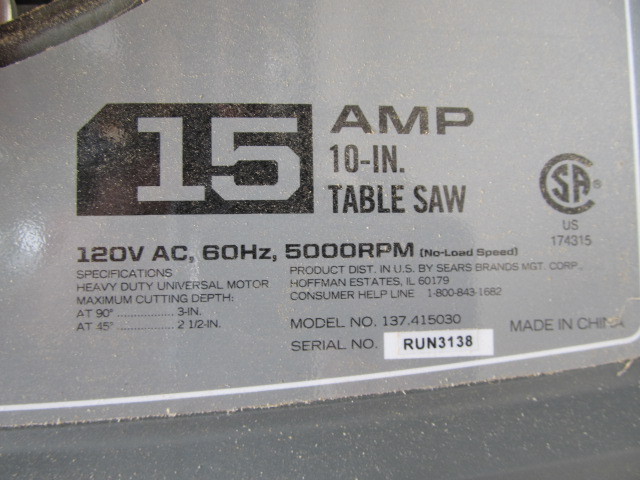 15 AMP
10-IN.
TABLE SAW
SA ®
US
174315
120V AC, 60Hz, 5000RPM (No-Load Speed)
SPECIFICATIONS
HEAVY DUTY UNIVERSAL MOTOR
MAXIMUM CUTTING DEPTH:
AT 90° .................. 3-IN.
AT 45° .................. 2 1/2-IN.
PRODUCT DIST. IN U.S. BY SEARS BRANDS MGT. CORP.,
HOFFMAN ESTATES, IL 60179
CONSUMER HELP LINE 1-800-843-1682
MODEL NO. 137.415030
SERIAL NO. RUN3138
MADE IN CHINA